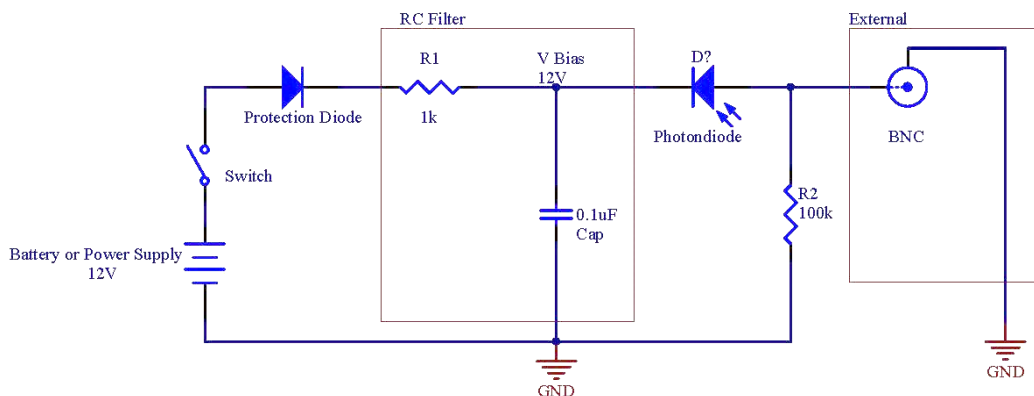 RC Filter
External
R1
V Bias
12V
D?
Protection Diode
1k
Photondiode
BNC
Switch
R2
100k
0.1uF
Cap
Battery or Power Supply
12V
GND
GND